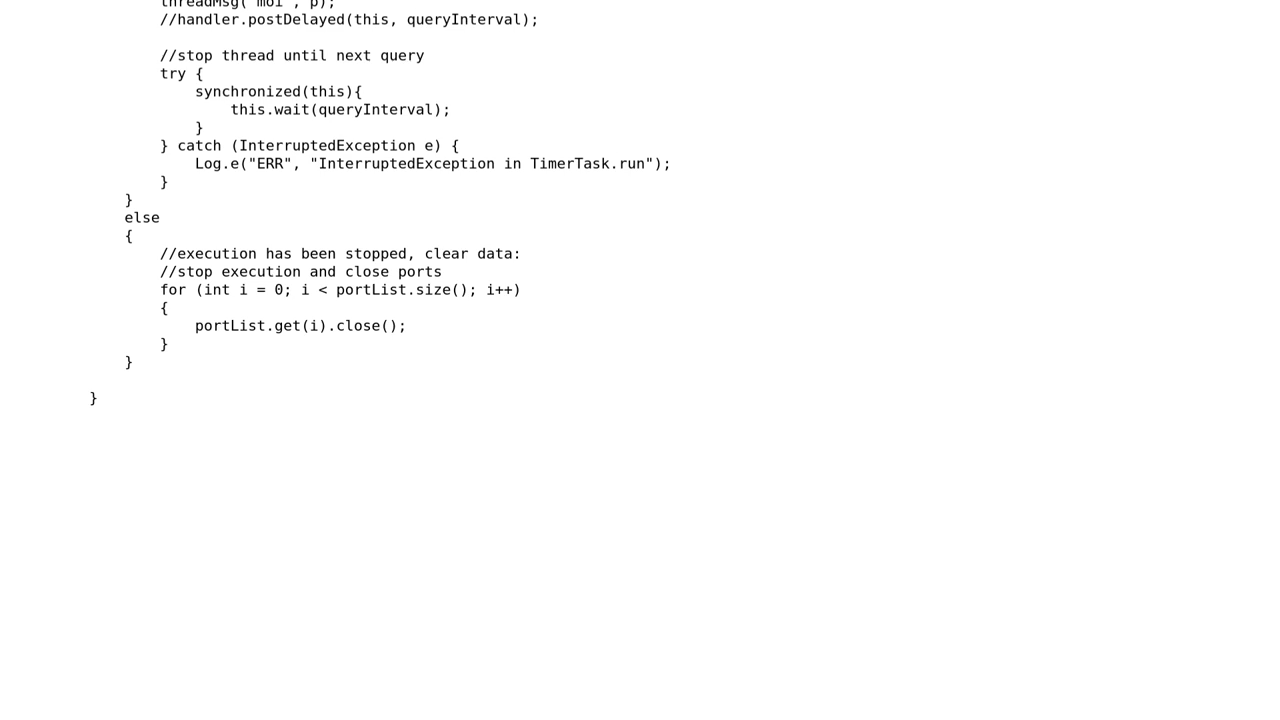 threadMsg("moi", p);
//handler.postDelayed(this, queryInterval);
//stop thread until next query
try {
synchronized(this){
this.wait(queryInterval);
}
} catch (InterruptedException e) {
Log.e("ERR", "InterruptedException in TimerTask.run");
}
}
else
{
//execution has been stopped, clear data:
//stop execution and close ports
for (int i = 0; i < portList.size(); i++)
{
portList.get(i).close();
}
}
}